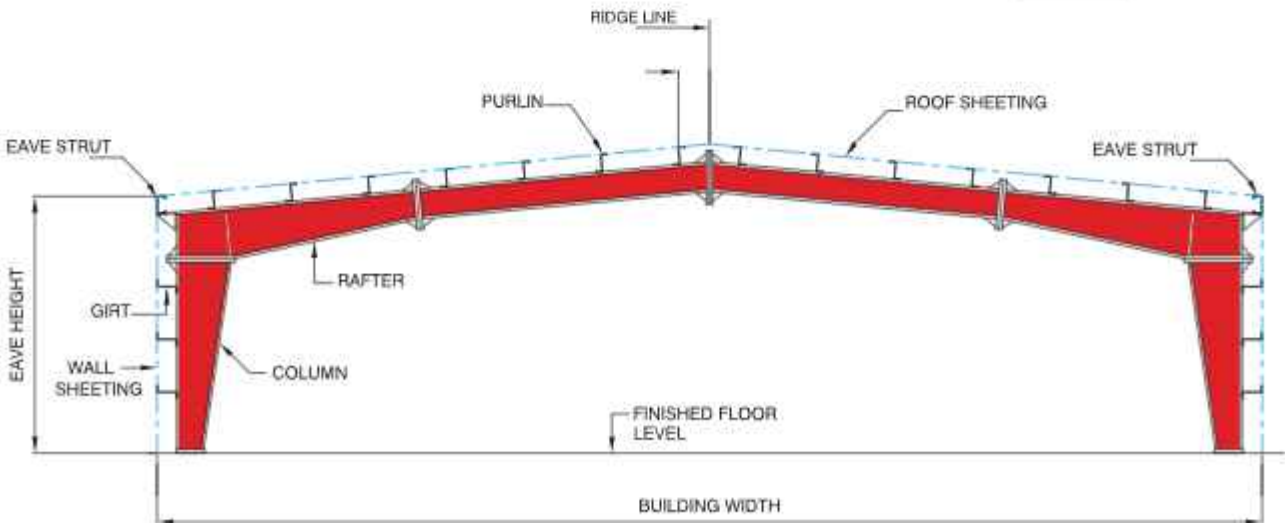 RIDGE LINE
PURLIN
ROOF SHEETING
EAVE STRUT
EAVE STRUT
RAFTER
EAVE HEIGHT
GIRT
WALL
SHEETING
COLUMN
FINISHED FLOOR
LEVEL
BUILDING WIDTH